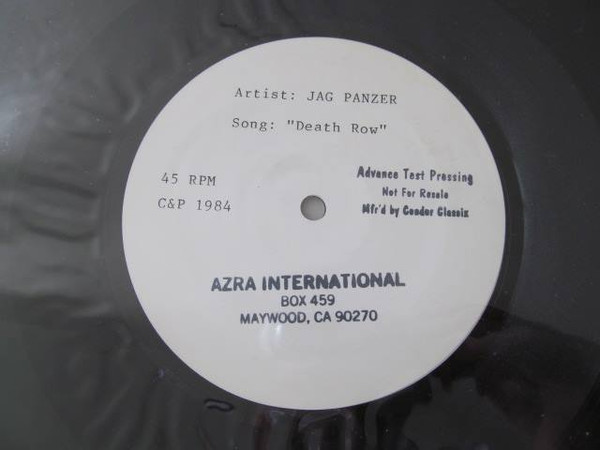 Artist: JAG PANZER
Song: "Death Row"
45 RPM
C&P 1984
Advance Test Pressing
Not For Resale
Mfr'd by Condor Classix
AZRA INTERNATIONAL
BOX 459
MAYWOOD, CA 90270